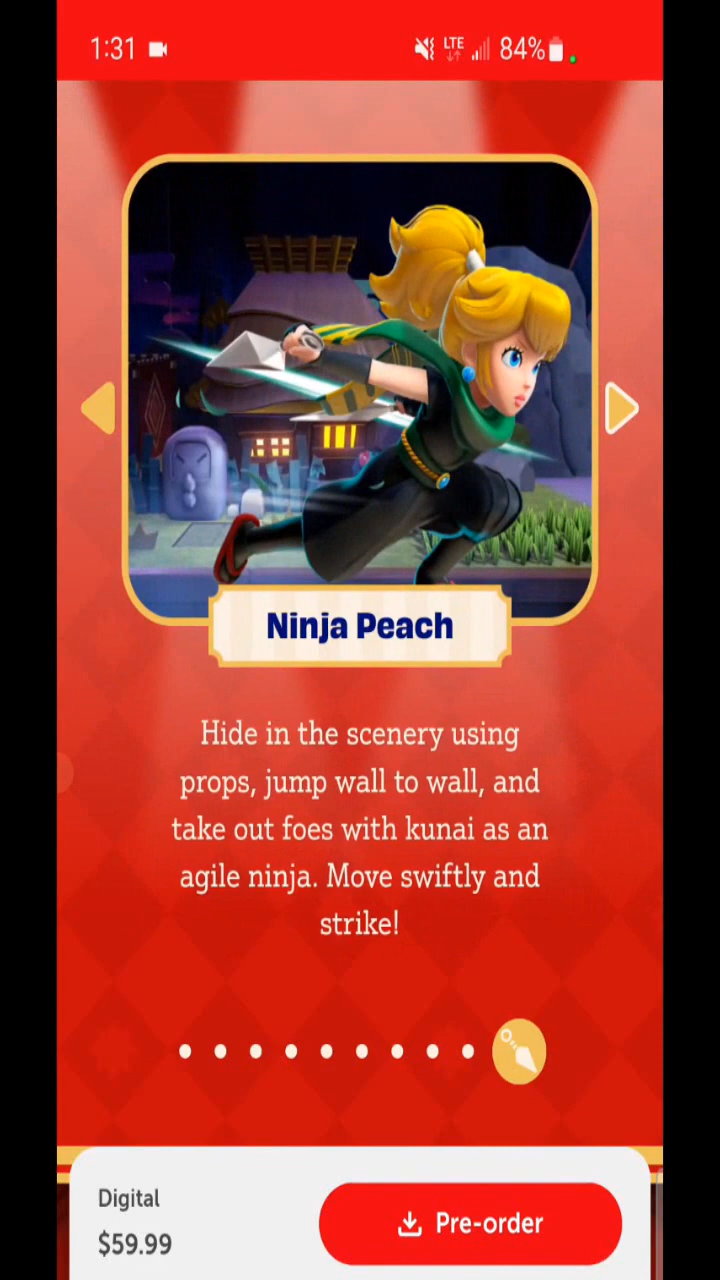 1:31
LTE
84%
Ninja Peach
Hide in the scenery using
props, jump wall to wall, and
take out foes with kunai as an
agile ninja. Move swiftly and
strike!
Digital
$59.99
Pre-order